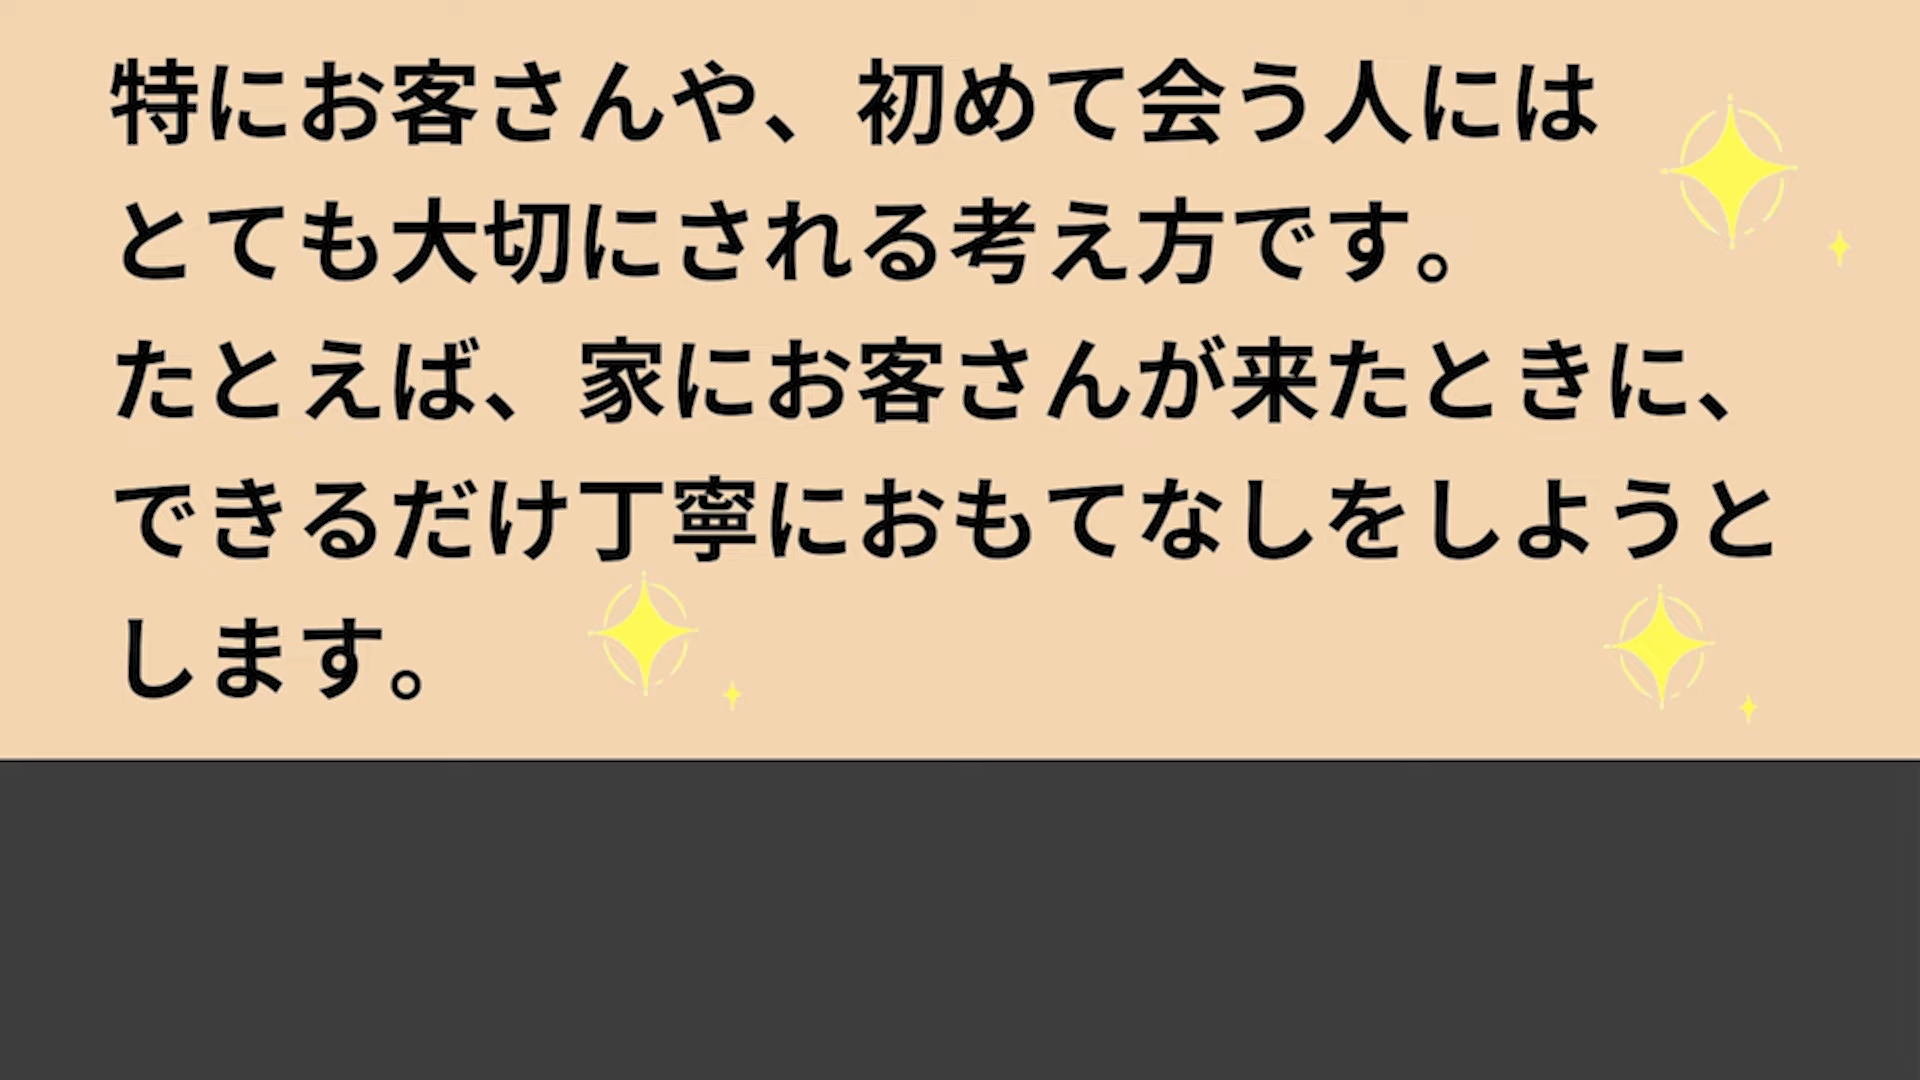 特にお客さんや、初めて会う人には
とても大切にされる考え方です。
たとえば、家にお客さんが来たときに、
できるだけ丁寧におもてなしをしようと
します。